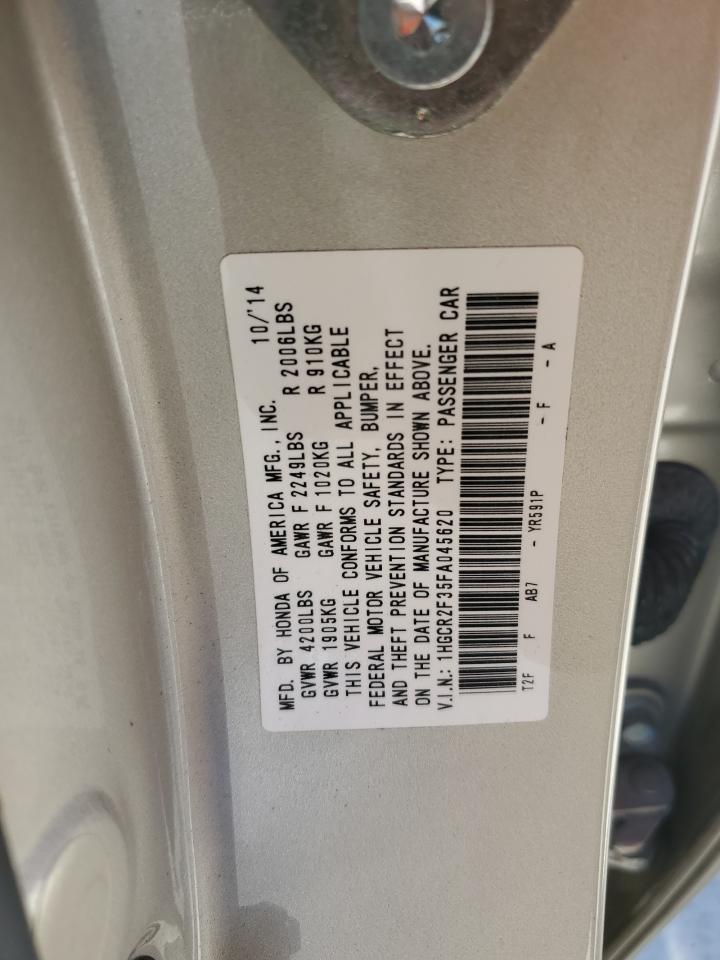 MFD. BY HONDA OF AMERICA MFG., INC. 10/'14
GVWR 4200LBS GAWR F 2249LBS R 2006LBS
GVWR 1905KG GAWR F 1020KG R 910KG
THIS VEHICLE CONFORMS TO ALL APPLICABLE
FEDERAL MOTOR VEHICLE SAFETY, BUMPER,
AND THEFT PREVENTION STANDARDS IN EFFECT
ON THE DATE OF MANUFACTURE SHOWN ABOVE.
V.I.N.: 1HGCR2F35FA045620 TYPE: PASSENGER CAR
T2F F AB7 - YR591P - F - A